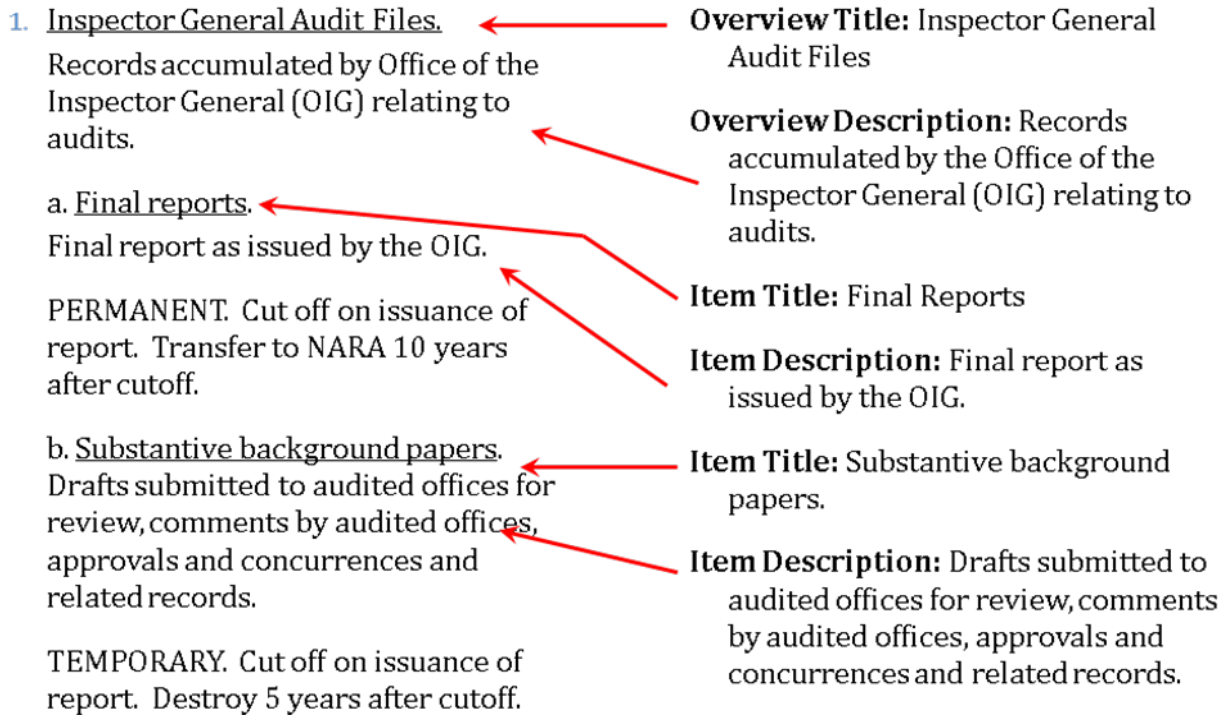 1. Inspector General Audit Files.
Records accumulated by Office of the
Inspector General (OIG) relating to
audits.
a. Final reports.
Final report as issued by the OIG.
PERMANENT. Cut off on issuance of
report. Transfer to NARA 10 years
after cutoff.
b. Substantive background papers.
Drafts submitted to audited offices for
review, comments by audited offices,
approvals and concurrences and
related records.
TEMPORARY. Cut off on issuance of
report. Destroy 5 years after cutoff.
Overview Title: Inspector General
Audit Files
Overview Description: Records
accumulated by the Office of the
Inspector General (OIG) relating to
audits.
Item Title: Final Reports
Item Description: Final report as
issued by the OIG.
Item Title: Substantive background
papers.
Item Description: Drafts submitted to
audited offices for review, comments
by audited offices, approvals and
concurrences and related records.